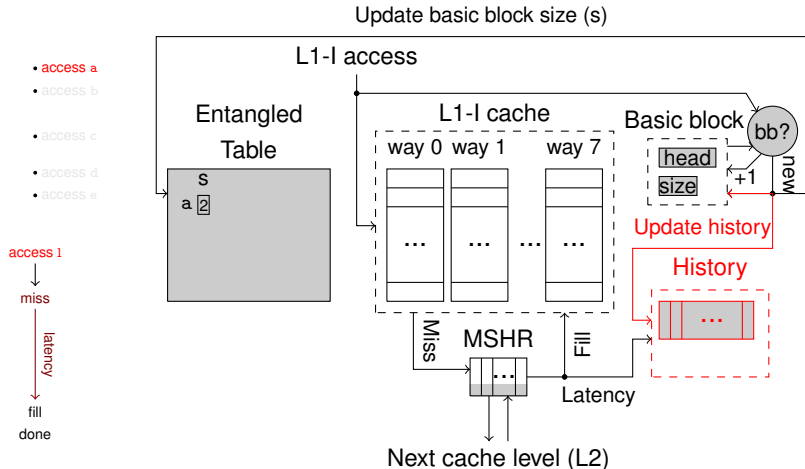 Update basic block size (s)
L1-I access
access a
access b
access c
access d
access e
access l
miss
latency
fill
done
Entangled
Table
s
a 2
L1-I cache
way 0 way 1 way 7
... ... ... ...
Miss
Fill
MSHR
...
Latency
Next cache level (L2)
Basic block
head
size
bb?
+1
new
Update history
History
...